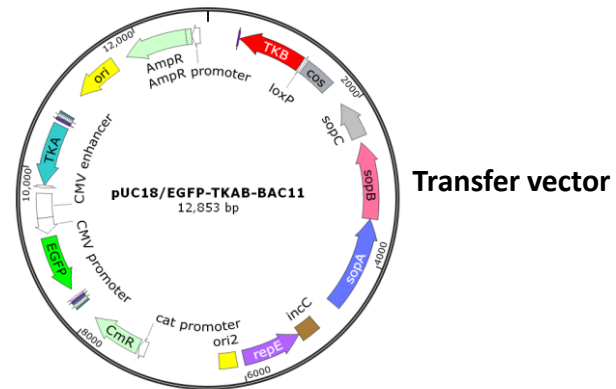 pUC18/EGFP-TKAB-BAC11
12,853 bp
Transfer vector
TKB
cos
loxP
2000
sopC
sopB
sopA
4000
incC
repE
6000
ori2
cat promoter
CmR
8000
EGFP
CMV promoter
CMV enhancer
10,000
TKA
ori
12,000
AmpR
AmpR promoter